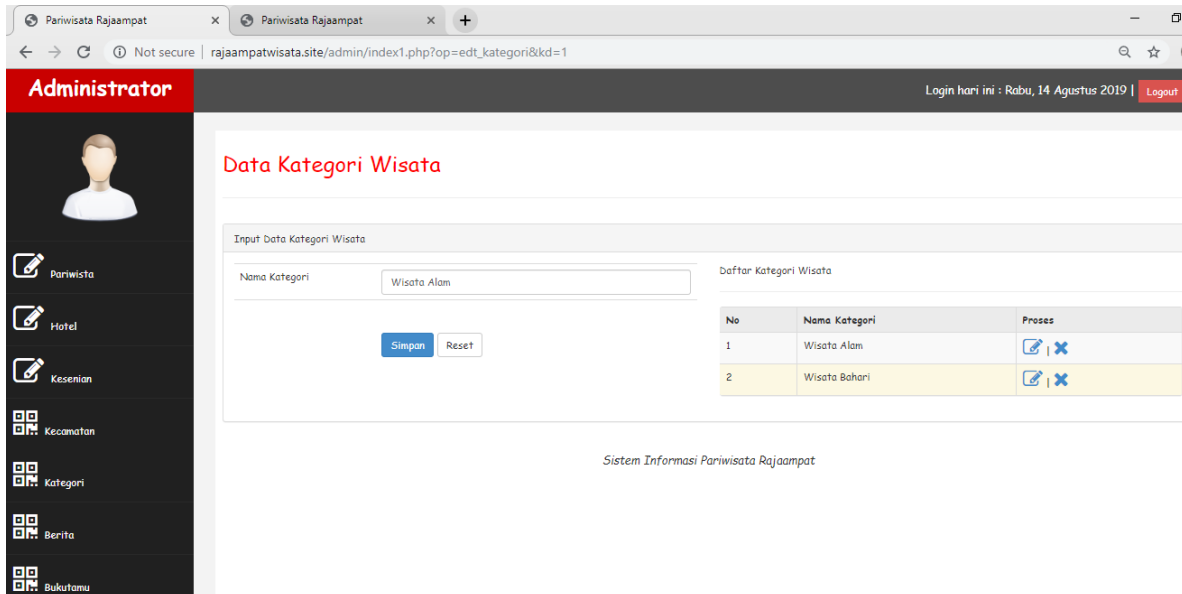 Pariwisata Rajaampat
Pariwisata Rajaampat
Not secure | rajaampatwisata.site/admin/index1.php?op=edt_kategori&kd=1
Administrator
Login hari ini : Rabu, 14 Agustus 2019 | Logout
Data Kategori Wisata
Pariwista
Hotel
Kesenian
Kecamatan
Kategori
Berita
Bukutamu
Input Data Kategori Wisata
Nama Kategori Wisata Alam
Simpan Reset
Daftar Kategori Wisata
No Nama Kategori Proses
1 Wisata Alam |
2 Wisata Bahari |
Sistem Informasi Pariwisata Rajaampat